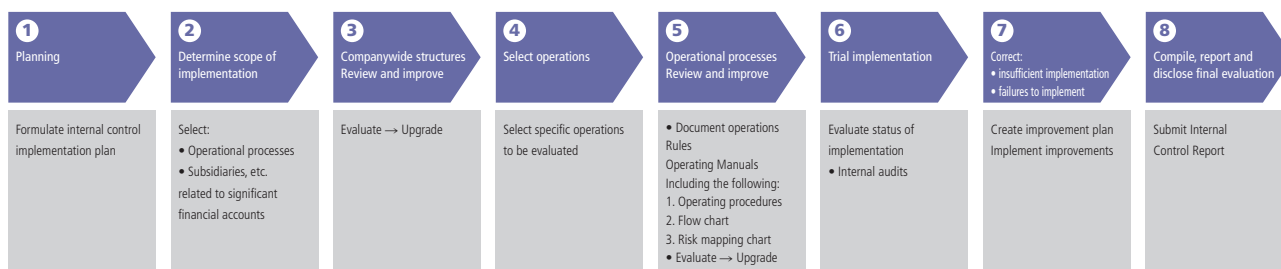 1
Planning
Formulate internal control
implementation plan
2
Determine scope of
implementation
Select:
• Operational processes
• Subsidiaries, etc.
related to significant
financial accounts
3
Companywide structures
Review and improve
Evaluate → Upgrade
4
Select operations
Select specific operations
to be evaluated
5
Operational processes
Review and improve
• Document operations
Rules
Operating Manuals
Including the following:
1. Operating procedures
2. Flow chart
3. Risk mapping chart
• Evaluate → Upgrade
6
Trial implementation
Evaluate status of
implementation
• Internal audits
7
Correct:
• insufficient implementation
• failures to implement
Create improvement plan
Implement improvements
8
Compile, report and
disclose final evaluation
Submit Internal
Control Report